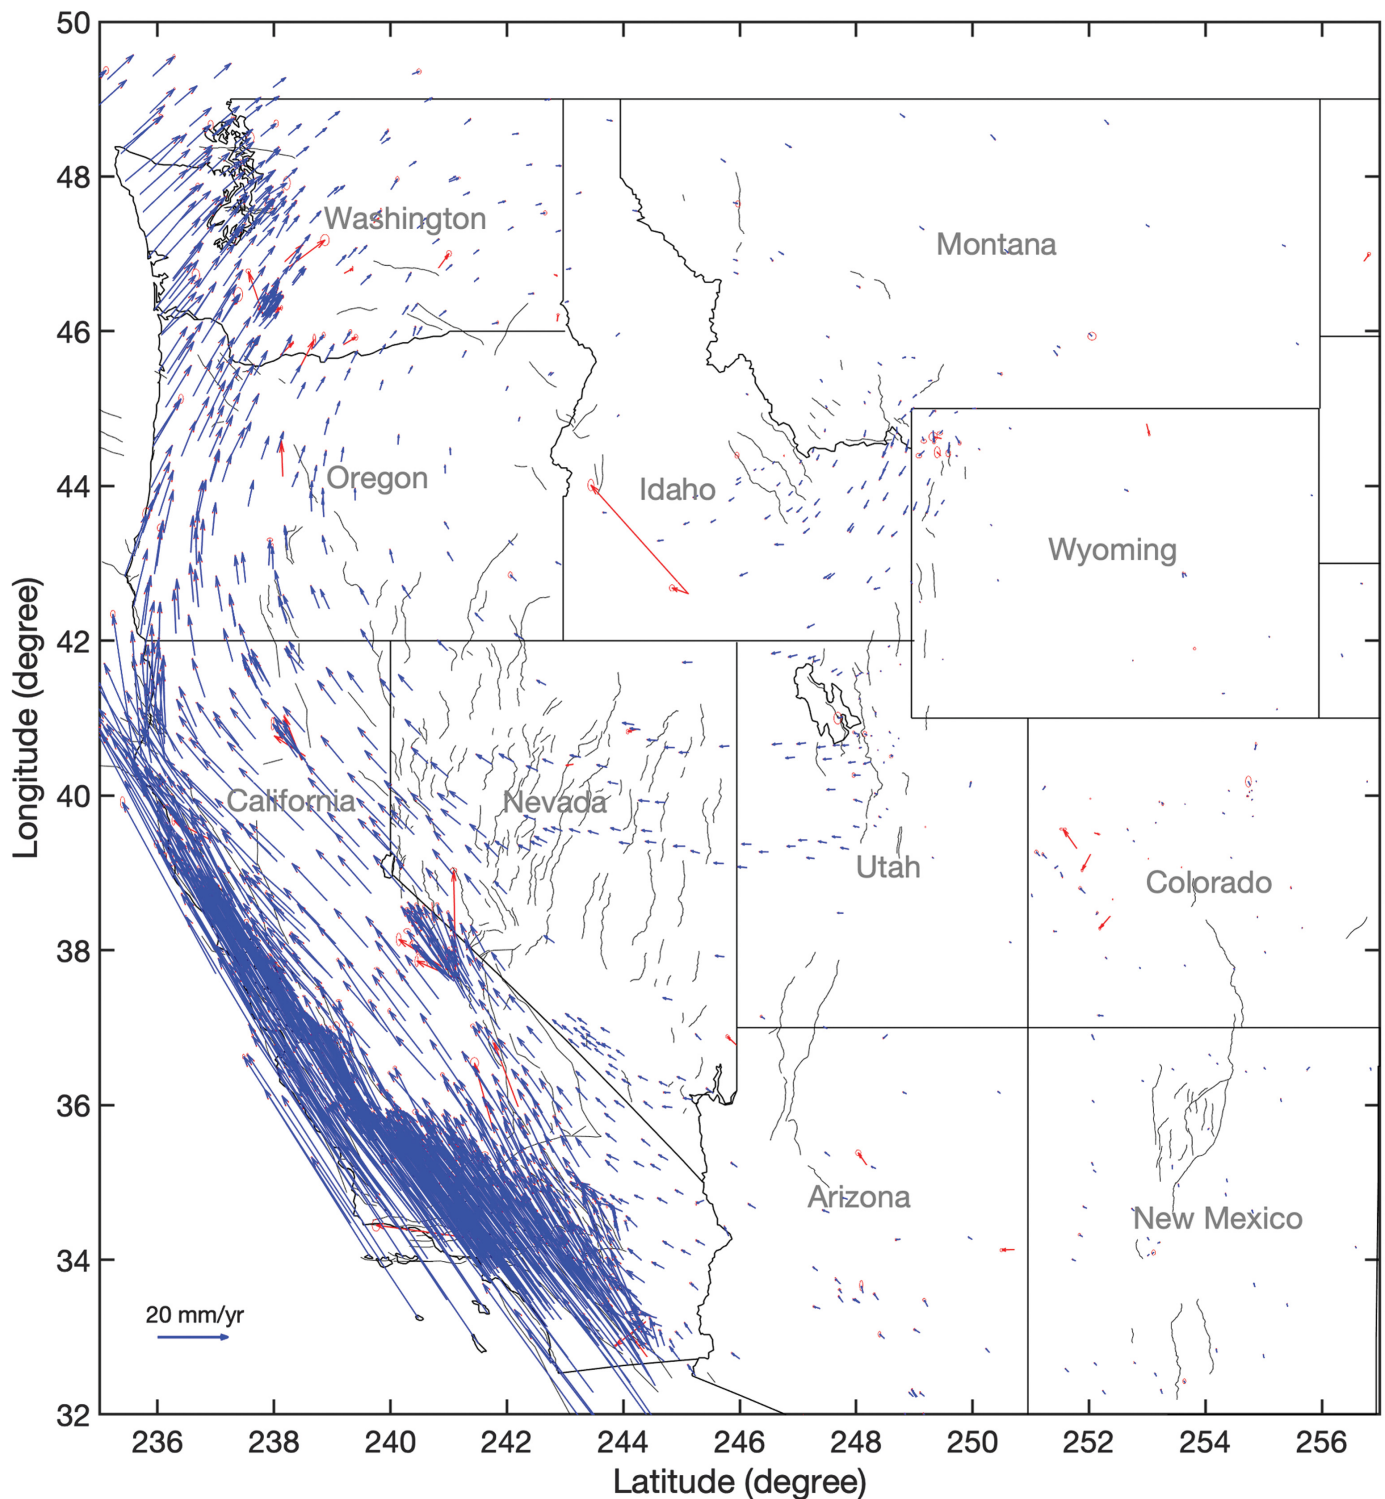 50
48
46
44
42
40
38
36
34
32
Longitude (degree)
Washington
Montana
Oregon
Idaho
Wyoming
California
Nevada
Utah
Colorado
Arizona
New Mexico
20 mm/yr
236 238 240 242 244 246 248 250 252 254 256
Latitude (degree)